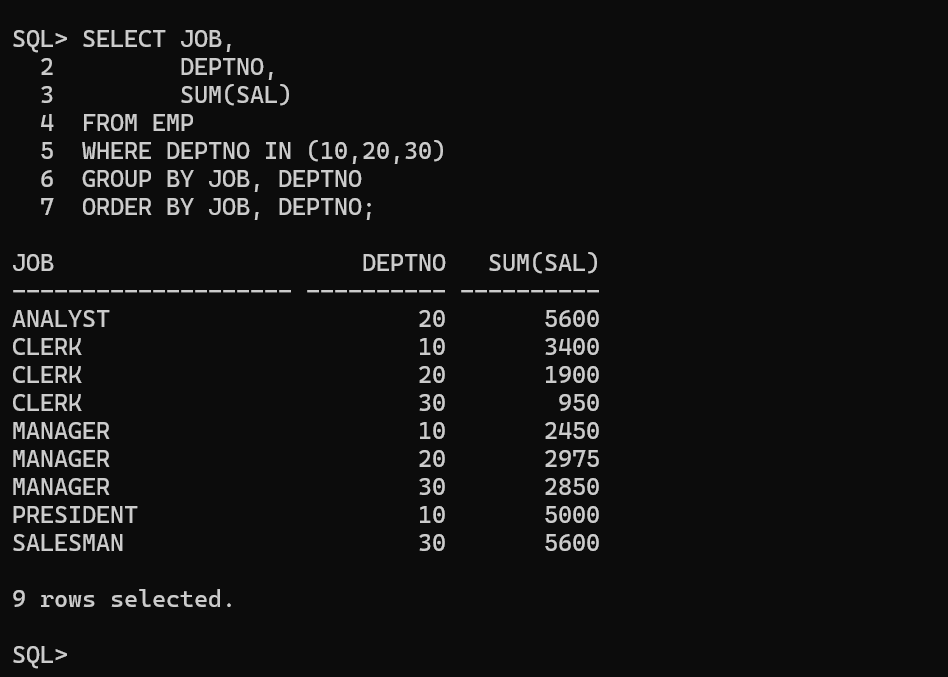 SQL> SELECT JOB,
  2         DEPTNO,
  3         SUM(SAL)
  4  FROM EMP
  5  WHERE DEPTNO IN (10,20,30)
  6  GROUP BY JOB, DEPTNO
  7  ORDER BY JOB, DEPTNO;
JOB                      DEPTNO   SUM(SAL)
-------------------- ---------- ----------
ANALYST                      20       5600
CLERK                        10       3400
CLERK                        20       1900
CLERK                        30        950
MANAGER                      10       2450
MANAGER                      20       2975
MANAGER                      30       2850
PRESIDENT                    10       5000
SALESMAN                     30       5600
9 rows selected.
SQL>